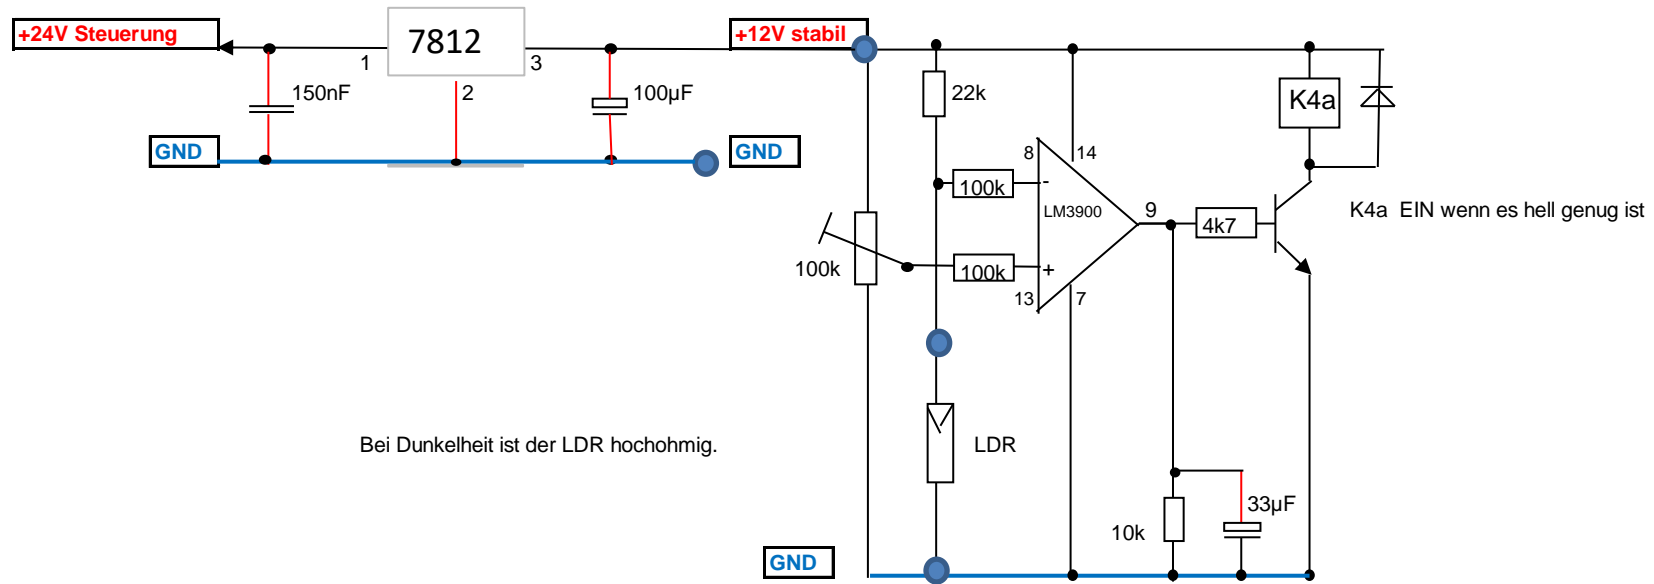 +24V Steuerung
7812
+12V stabil
1
3
2
150nF
100µF
GND
GND
22k
K4a
8
14
100k
-
LM3900
9
4k7
K4a EIN wenn es hell genug ist
100k
100k
+
13
7
Bei Dunkelheit ist der LDR hochohmig.
LDR
33µF
10k
GND